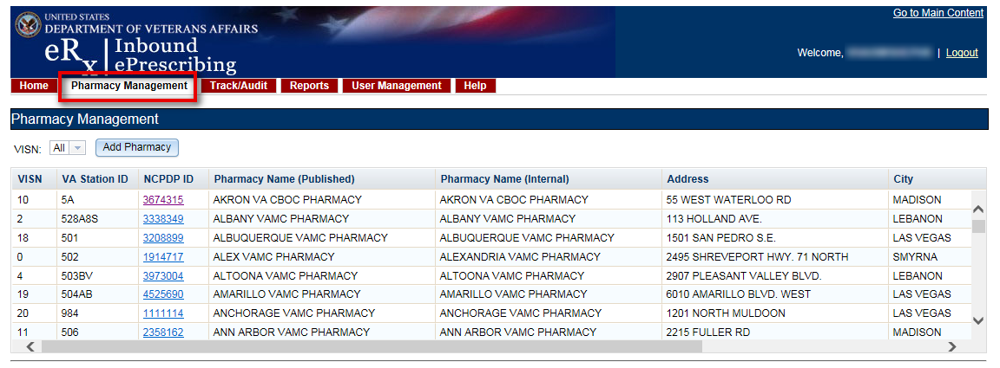 Go to Main Content
UNITED STATES
DEPARTMENT OF VETERANS AFFAIRS
eRx | Inbound ePrescribing
Welcome, | Logout
Home Pharmacy Management Track/Audit Reports User Management Help
Pharmacy Management
VISN: All Add Pharmacy
VISN VA Station ID NCPDP ID Pharmacy Name (Published) Pharmacy Name (Internal) Address City
10 5A 3674315 AKRON VA CBOC PHARMACY AKRON VA CBOC PHARMACY 55 WEST WATERLOO RD MADISON
2 528A8S 3338349 ALBANY VAMC PHARMACY ALBANY VAMC PHARMACY 113 HOLLAND AVE. LEBANON
18 501 3208899 ALBUQUERQUE VAMC PHARMACY ALBUQUERQUE VAMC PHARMACY 1501 SAN PEDRO S.E. LAS VEGAS
0 502 1914717 ALEX VAMC PHARMACY ALEXANDRIA VAMC PHARMACY 2495 SHREVEPORT HWY. 71 NORTH SMYRNA
4 503BV 3973004 ALTOONA VAMC PHARMACY ALTOONA VAMC PHARMACY 2907 PLEASANT VALLEY BLVD. LEBANON
19 504AB 4525690 AMARILLO VAMC PHARMACY AMARILLO VAMC PHARMACY 6010 AMARILLO BLVD. WEST LAS VEGAS
20 984 1111114 ANCHORAGE VAMC PHARMACY ANCHORAGE VAMC PHARMACY 1201 NORTH MULDOON LAS VEGAS
11 506 2358162 ANN ARBOR VAMC PHARMACY ANN ARBOR VAMC PHARMACY 2215 FULLER RD MADISON